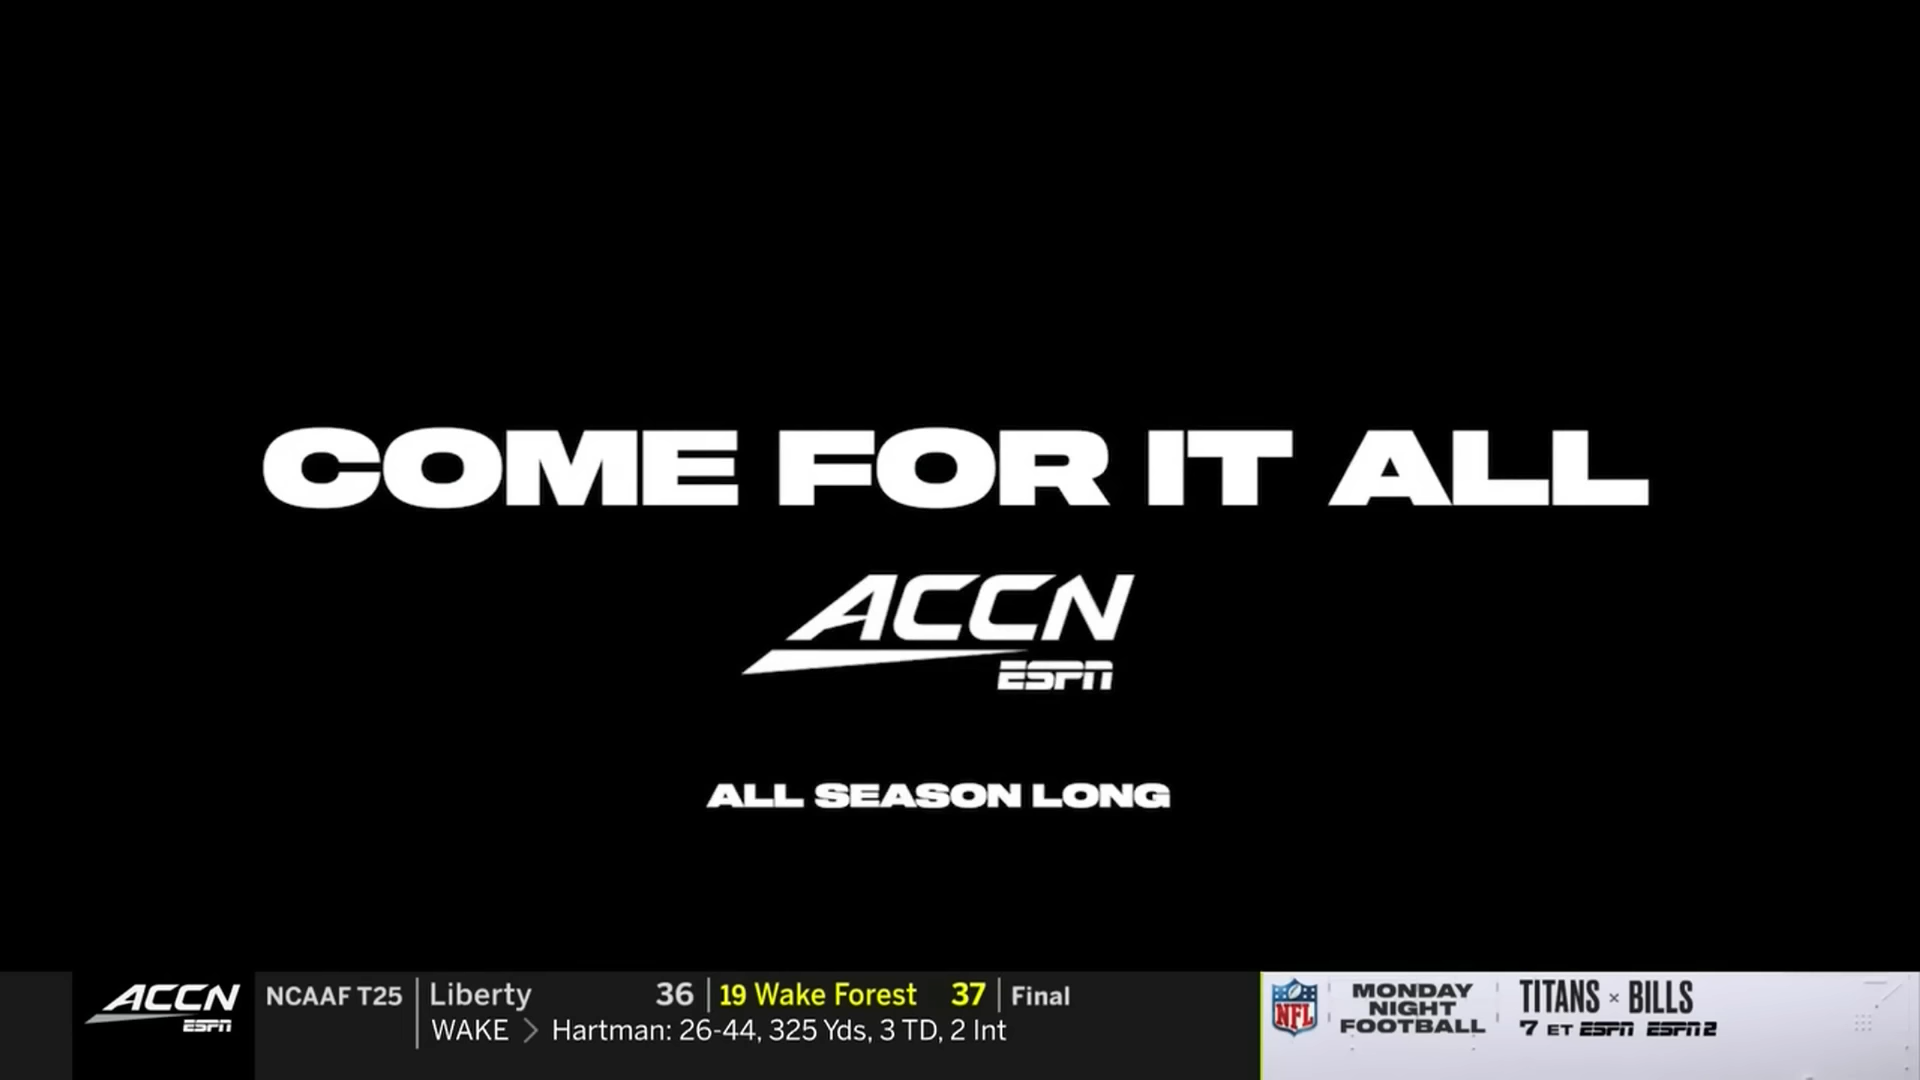 COME FOR IT ALL
ACCN
ESPN
ALL SEASON LONG
ACCN
ESPN
NCAAF T25
Liberty 36
19 Wake Forest 37
Final
WAKE > Hartman: 26-44, 325 Yds, 3 TD, 2 Int
NFL
MONDAY
NIGHT
FOOTBALL
TITANS × BILLS
7 ET ESPN ESPN2